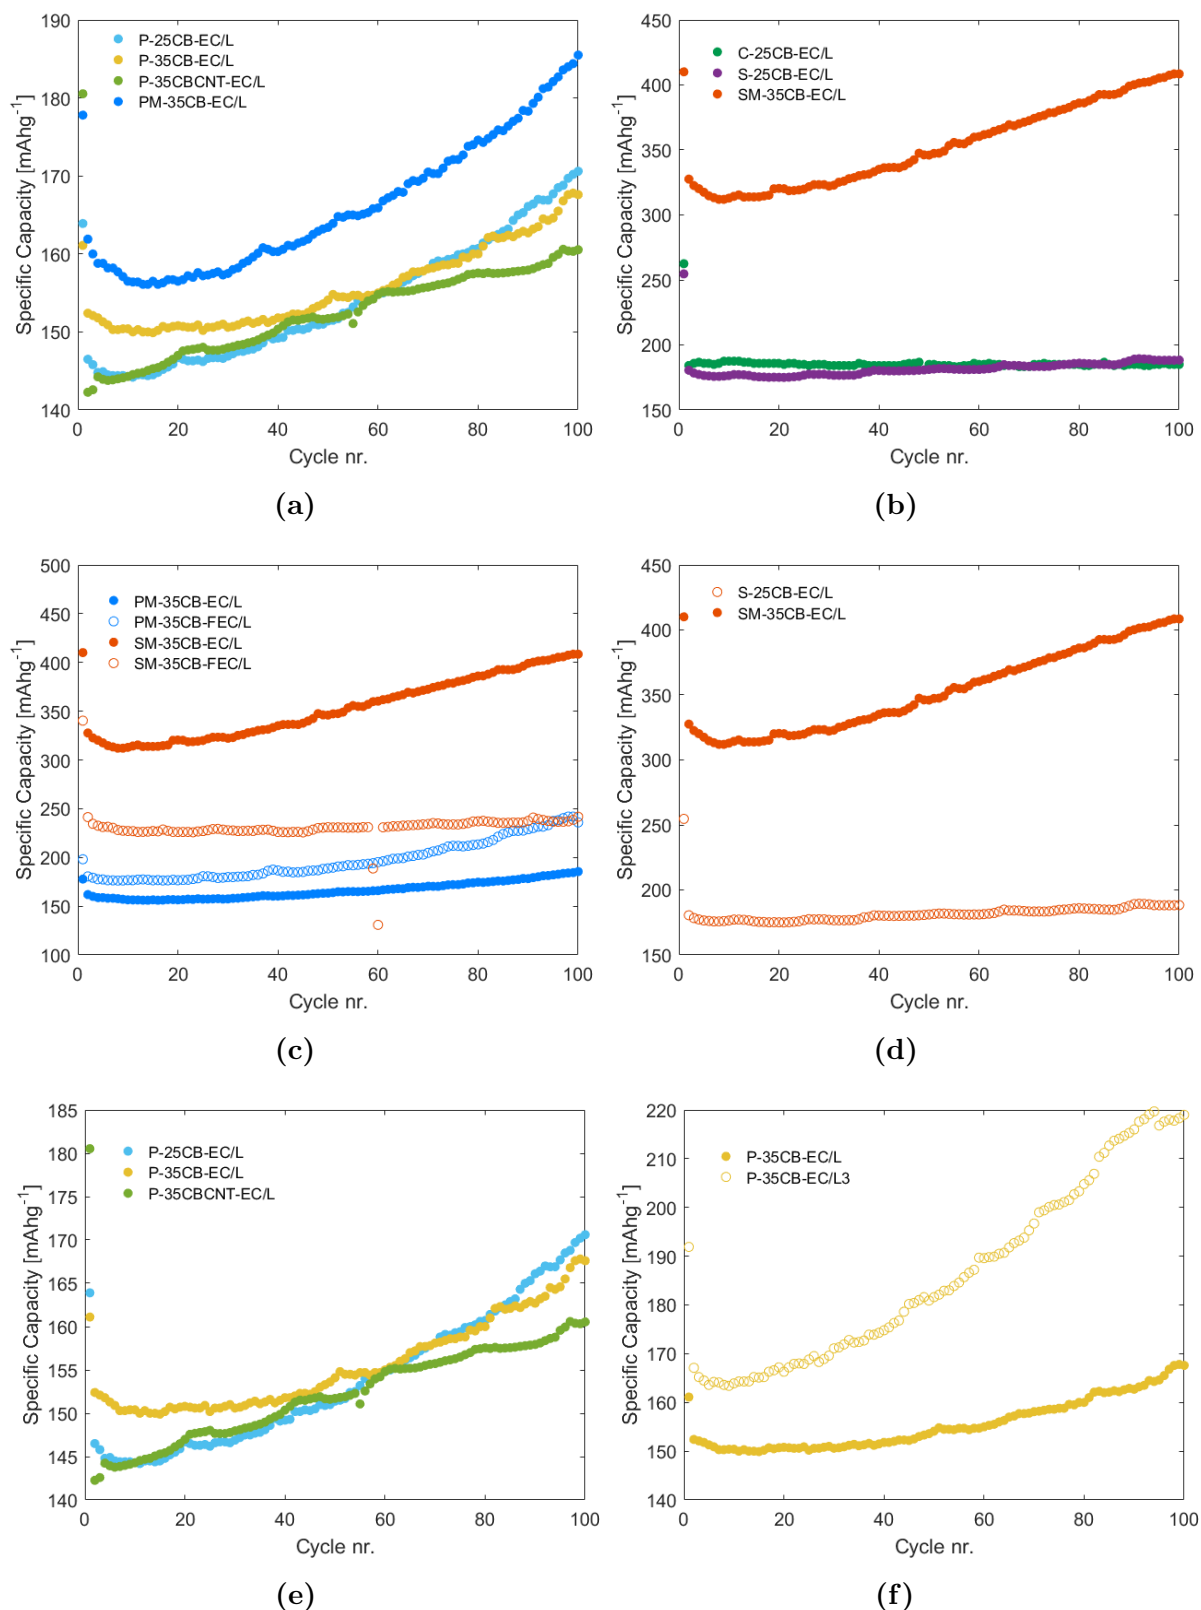 190
180
170
160
150
140
Specific Capacity [mAhg⁻¹]
P-25CB-EC/L
P-35CB-EC/L
P-35CBCNT-EC/L
PM-35CB-EC/L
0 20 40 60 80 100
Cycle nr.
(a)
450
400
350
300
250
200
150
Specific Capacity [mAhg⁻¹]
C-25CB-EC/L
S-25CB-EC/L
SM-35CB-EC/L
0 20 40 60 80 100
Cycle nr.
(b)
500
450
400
350
300
250
200
150
100
Specific Capacity [mAhg⁻¹]
PM-35CB-EC/L
PM-35CB-FEC/L
SM-35CB-EC/L
SM-35CB-FEC/L
0 20 40 60 80 100
Cycle nr.
(c)
450
400
350
300
250
200
150
Specific Capacity [mAhg⁻¹]
S-25CB-EC/L
SM-35CB-EC/L
0 20 40 60 80 100
Cycle nr.
(d)
185
180
175
170
165
160
155
150
145
140
Specific Capacity [mAhg⁻¹]
P-25CB-EC/L
P-35CB-EC/L
P-35CBCNT-EC/L
0 20 40 60 80 100
Cycle nr.
(e)
220
210
200
190
180
170
160
150
140
Specific Capacity [mAhg⁻¹]
P-35CB-EC/L
P-35CB-EC/L3
0 20 40 60 80 100
Cycle nr.
(f)